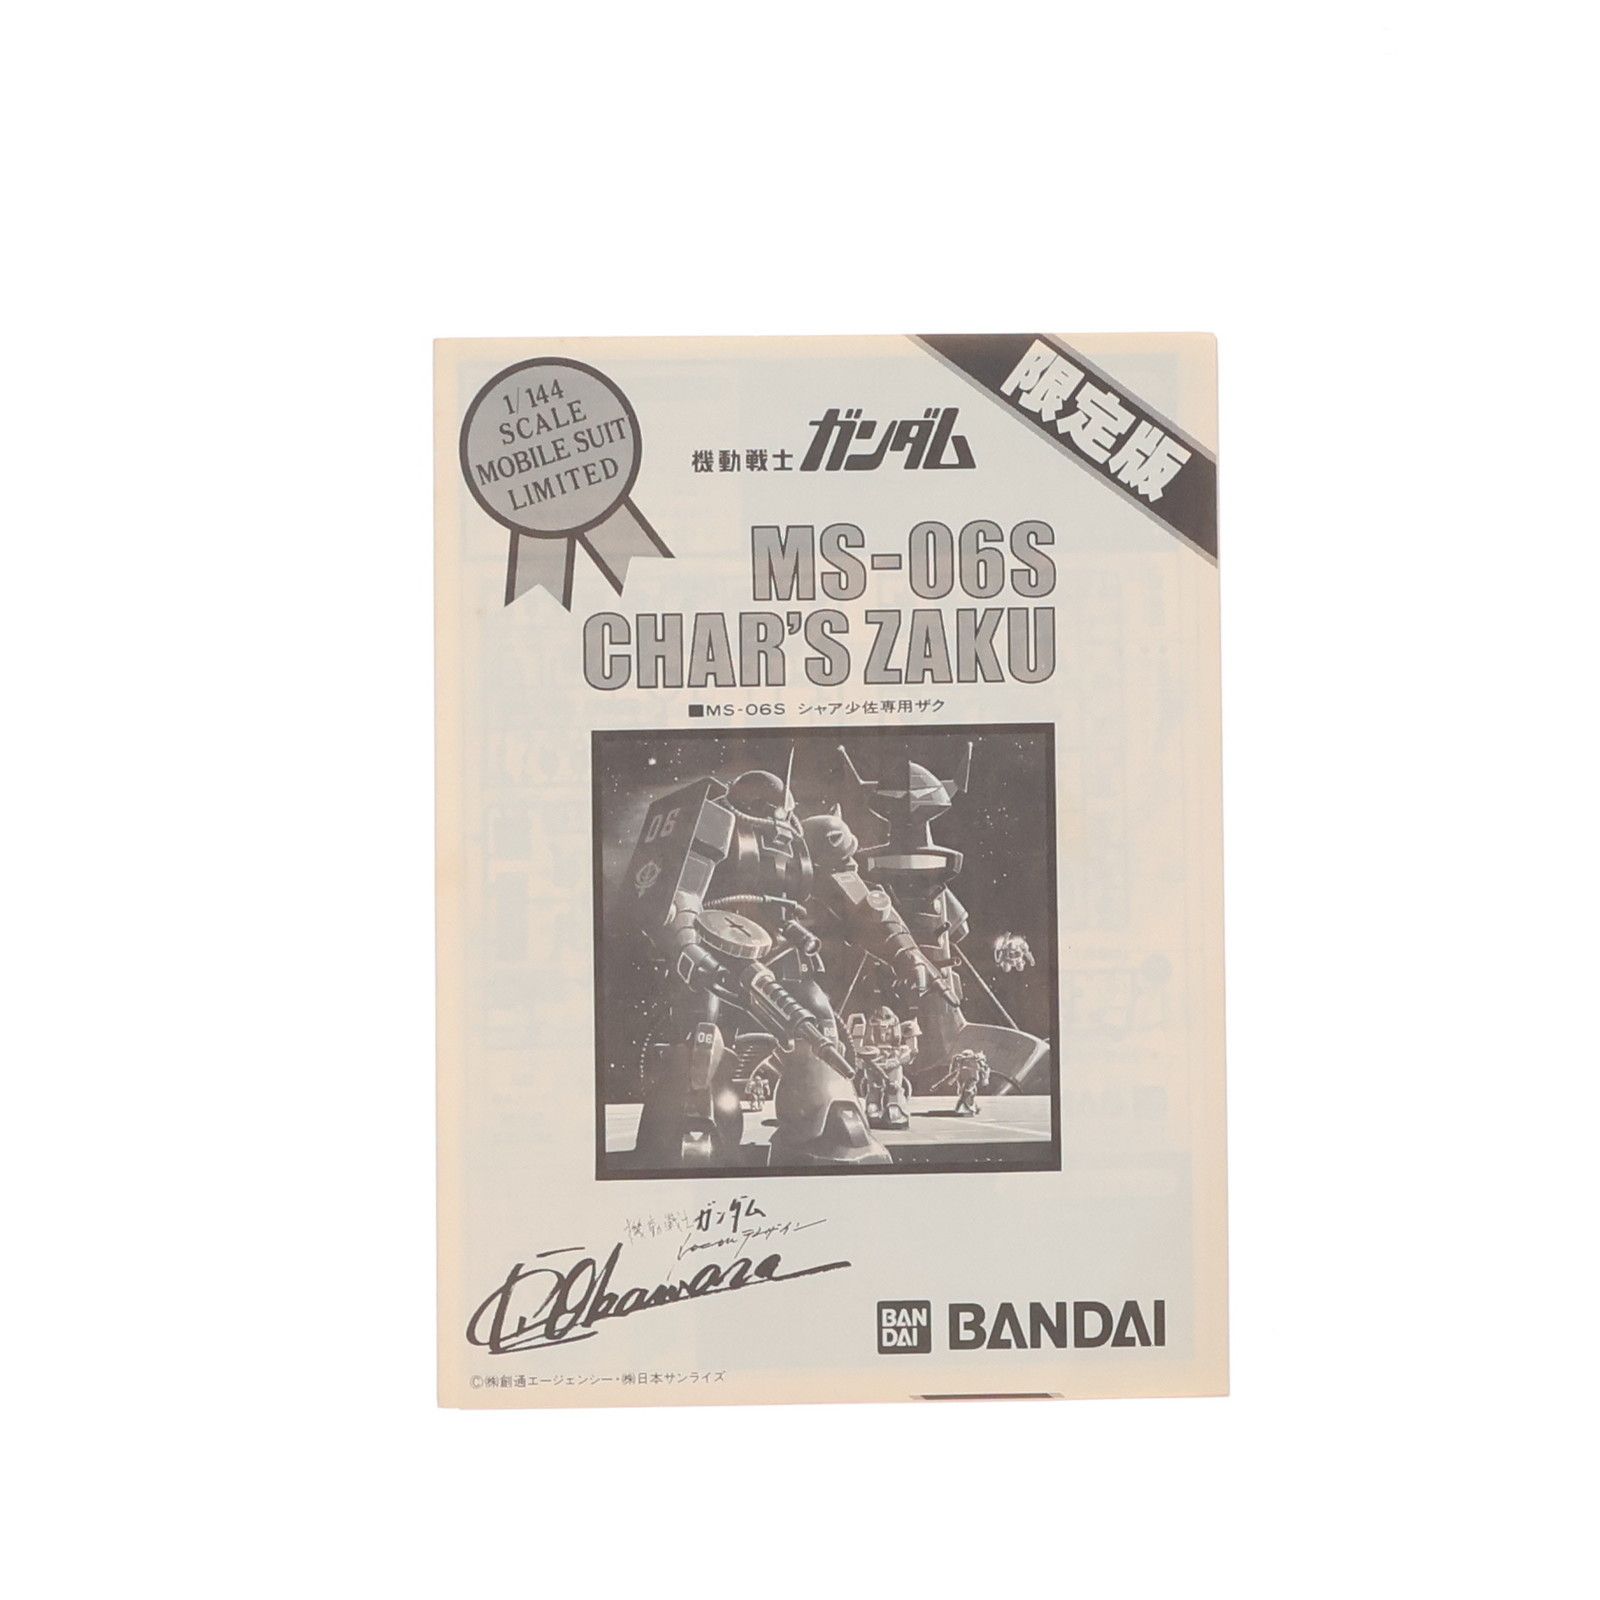 1/144
SCALE
MOBILE SUIT
LIMITED
限定版
機動戦士 ガンダム
MS-06S
CHAR'S ZAKU
■MS-06S シャア少佐専用ザク
06
06
機動戦士ガンダム
K.Okawara
BAN
DAI
BANDAI
©㈱創通エージェンシー・㈱日本サンライズ